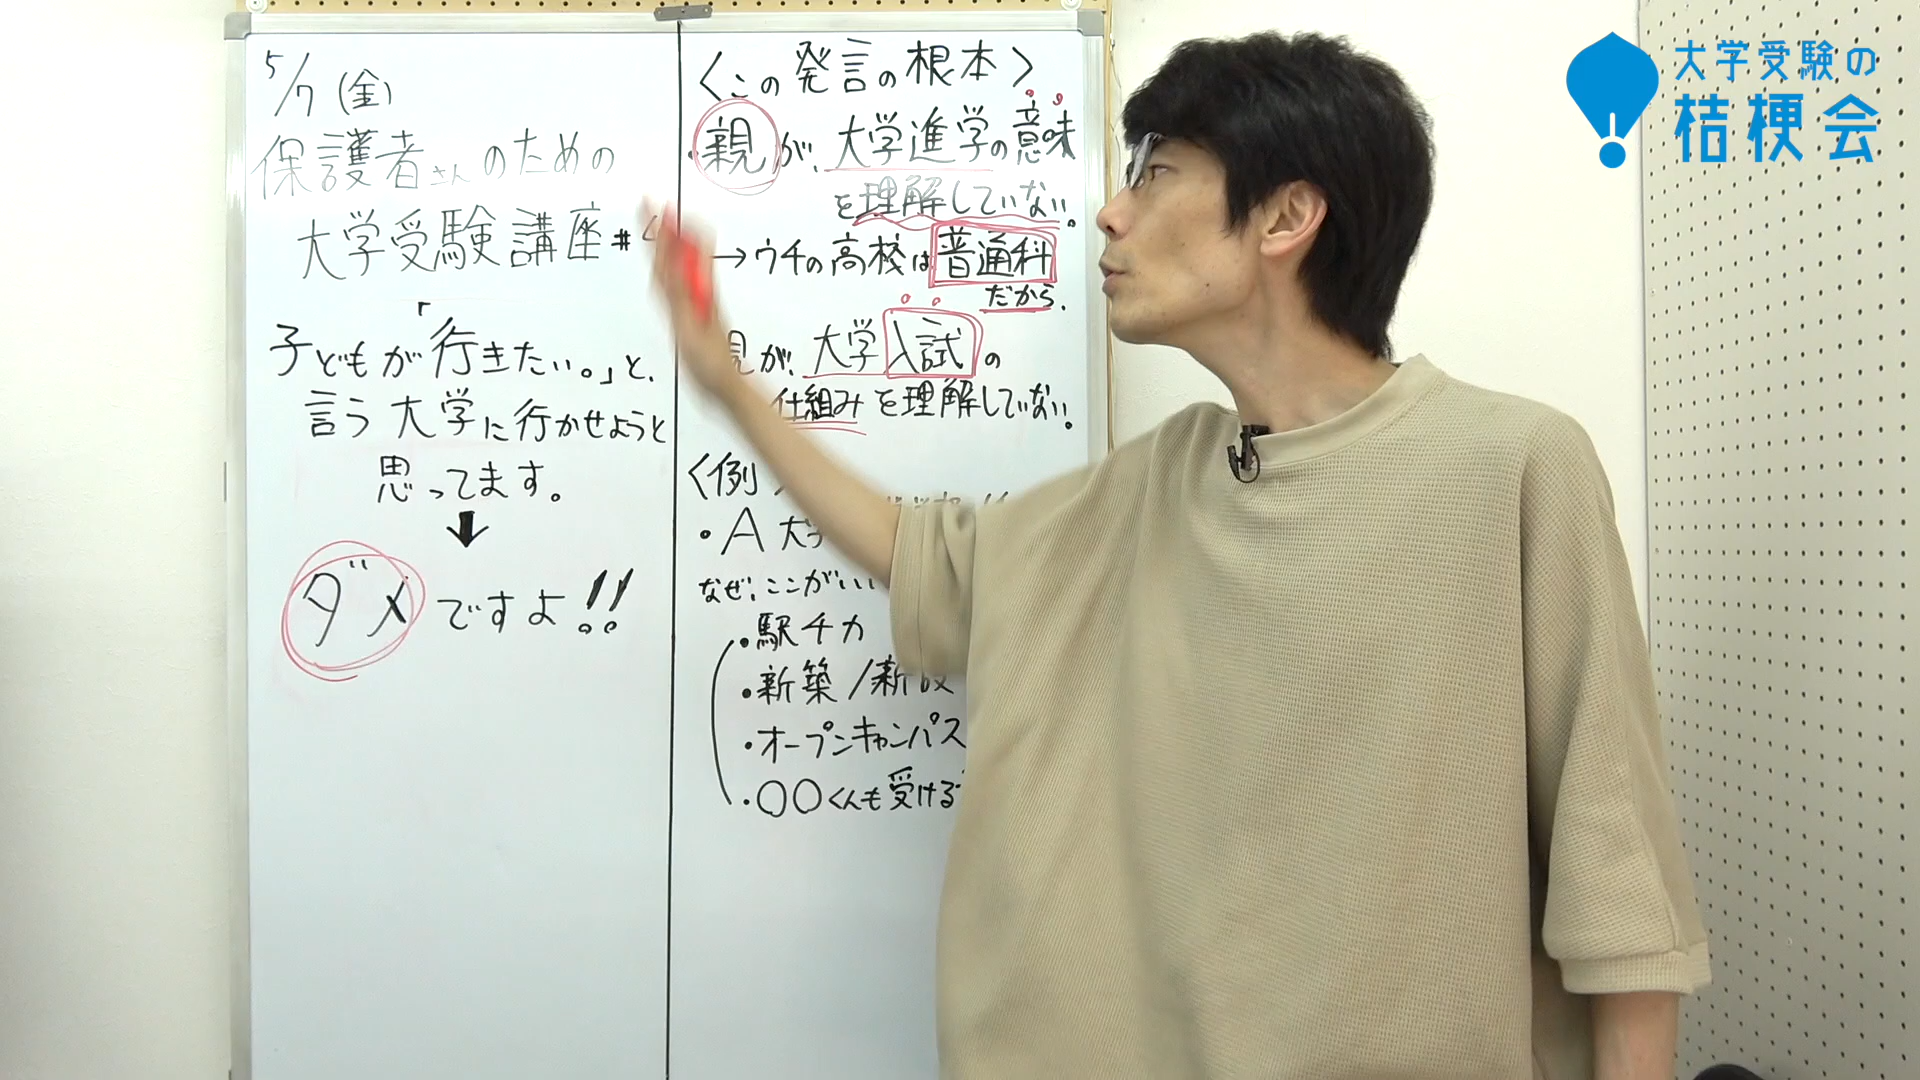 5/7(金)
保護者さんのための
大学受験講座#
子どもが「行きたい。」と、
言う大学に行かせようと
思ってます。
↓
ダメですよ!!
〈この発言の根本〉
・親が、大学進学の意味
を理解していない。
→ウチの高校は普通科
だから.
親が、大学入試の
仕組みを理解していない。
〈例
・A大学
なぜ、ここがいい
・駅チカ
・新築/新設
・オープンキャンパス
・〇〇くんも受ける
大学受験の
桔梗会